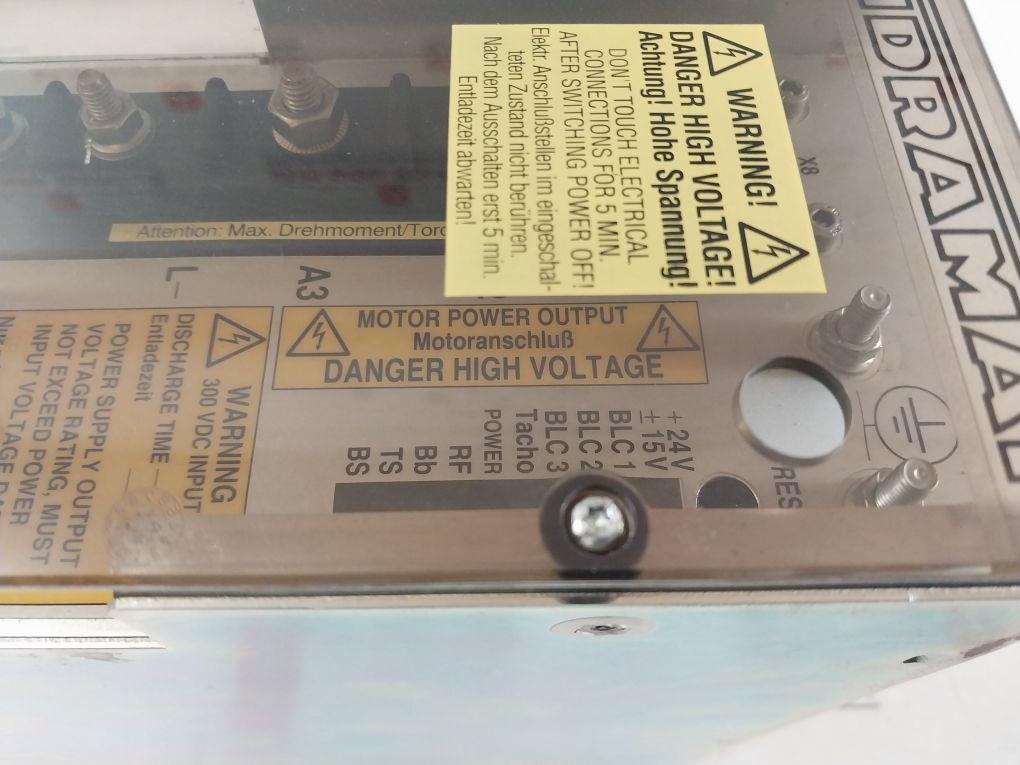 WARNING!
DANGER HIGH VOLTAGE!
Achtung! Hohe Spannung!
DON'T TOUCH ELECTRICAL
CONNECTIONS FOR 5 MIN.
AFTER SWITCHING POWER OFF!
Elektr. Anschlußstellen im eingeschal-
teten Zustand nicht berühren.
Nach dem Ausschalten erst 5 min.
Entladezeit abwarten!
X8
DRAMA
Attention: Max. Drehmoment/Torq
L-
A3
MOTOR POWER OUTPUT
Motoranschluß
DANGER HIGH VOLTAGE
WARNING
300 VDC INPUT
DISCHARGE TIME
Entladezeit
POWER SUPPLY OUTPUT
VOLTAGE RATING, MUST
NOT EXCEED POWER
INPUT VOLTAGE
+24V
±15V
BLC 1
BLC 2
BLC 3
Tacho
POWER
RF
Bb
TS
BS
RES